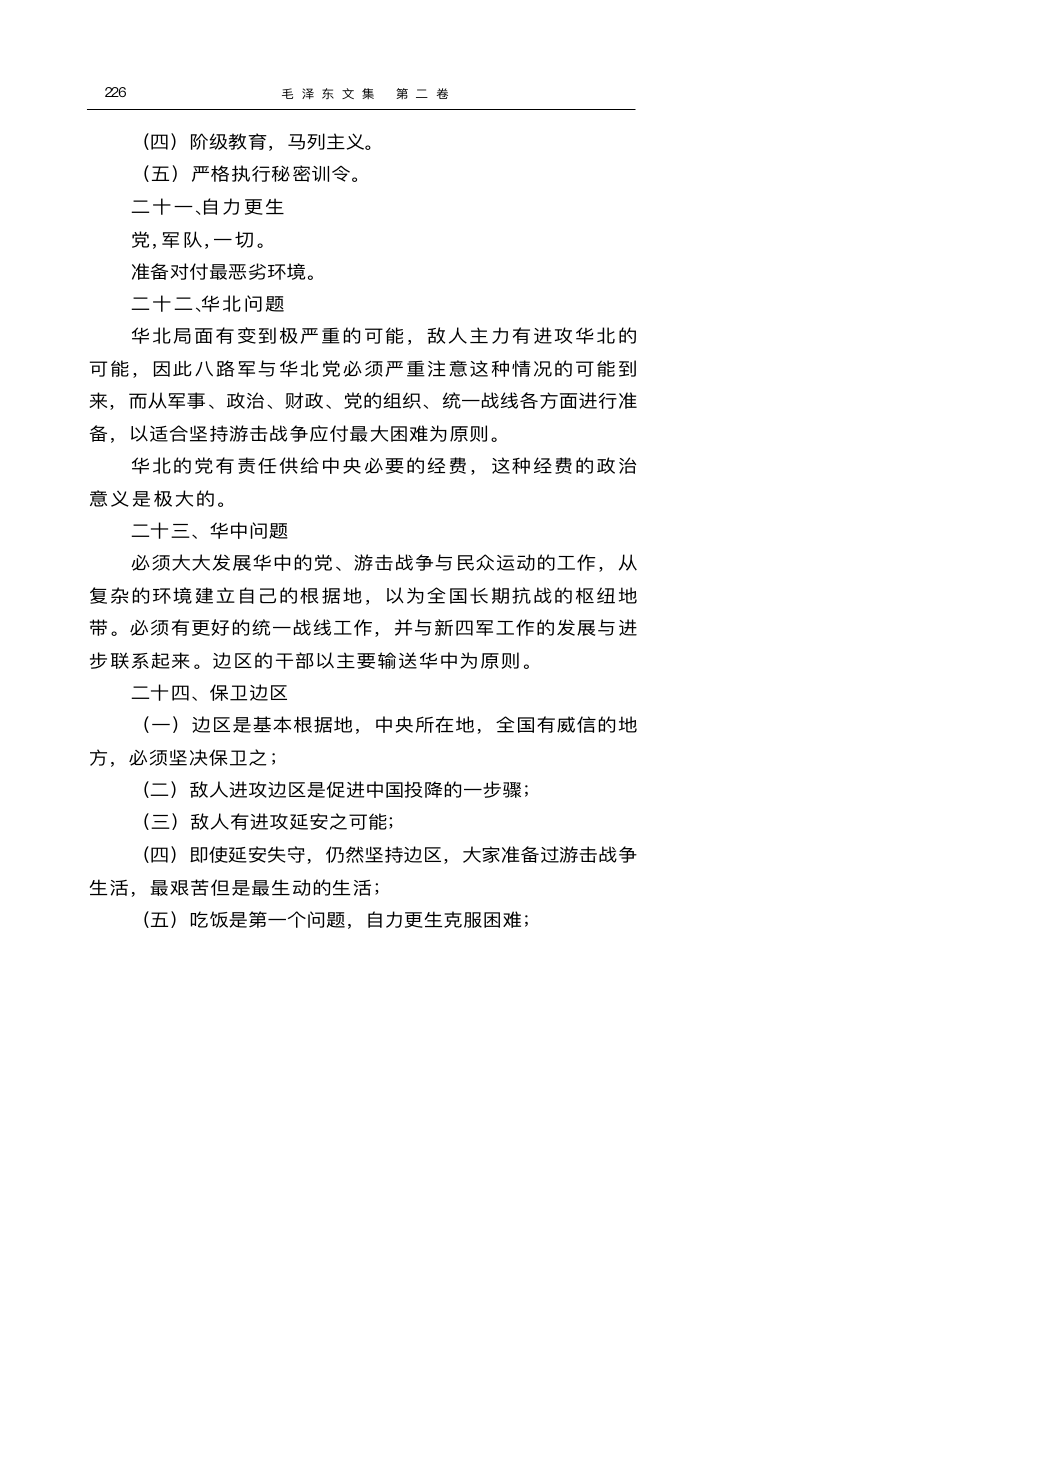 226 毛泽东文集 第二卷
（四）阶级教育，马列主义。
（五）严格执行秘密训令。
二十一、自力更生
党，军队，一切。
准备对付最恶劣环境。
二十二、华北问题
华北局面有变到极严重的可能，敌人主力有进攻华北的
可能，因此八路军与华北党必须严重注意这种情况的可能到
来，而从军事、政治、财政、党的组织、统一战线各方面进行准
备，以适合坚持游击战争应付最大困难为原则。
华北的党有责任供给中央必要的经费，这种经费的政治
意义是极大的。
二十三、华中问题
必须大大发展华中的党、游击战争与民众运动的工作，从
复杂的环境建立自己的根据地，以为全国长期抗战的枢纽地
带。必须有更好的统一战线工作，并与新四军工作的发展与进
步联系起来。边区的干部以主要输送华中为原则。
二十四、保卫边区
（一）边区是基本根据地，中央所在地，全国有威信的地
方，必须坚决保卫之；
（二）敌人进攻边区是促进中国投降的一步骤；
（三）敌人有进攻延安之可能；
（四）即使延安失守，仍然坚持边区，大家准备过游击战争
生活，最艰苦但是最生动的生活；
（五）吃饭是第一个问题，自力更生克服困难；